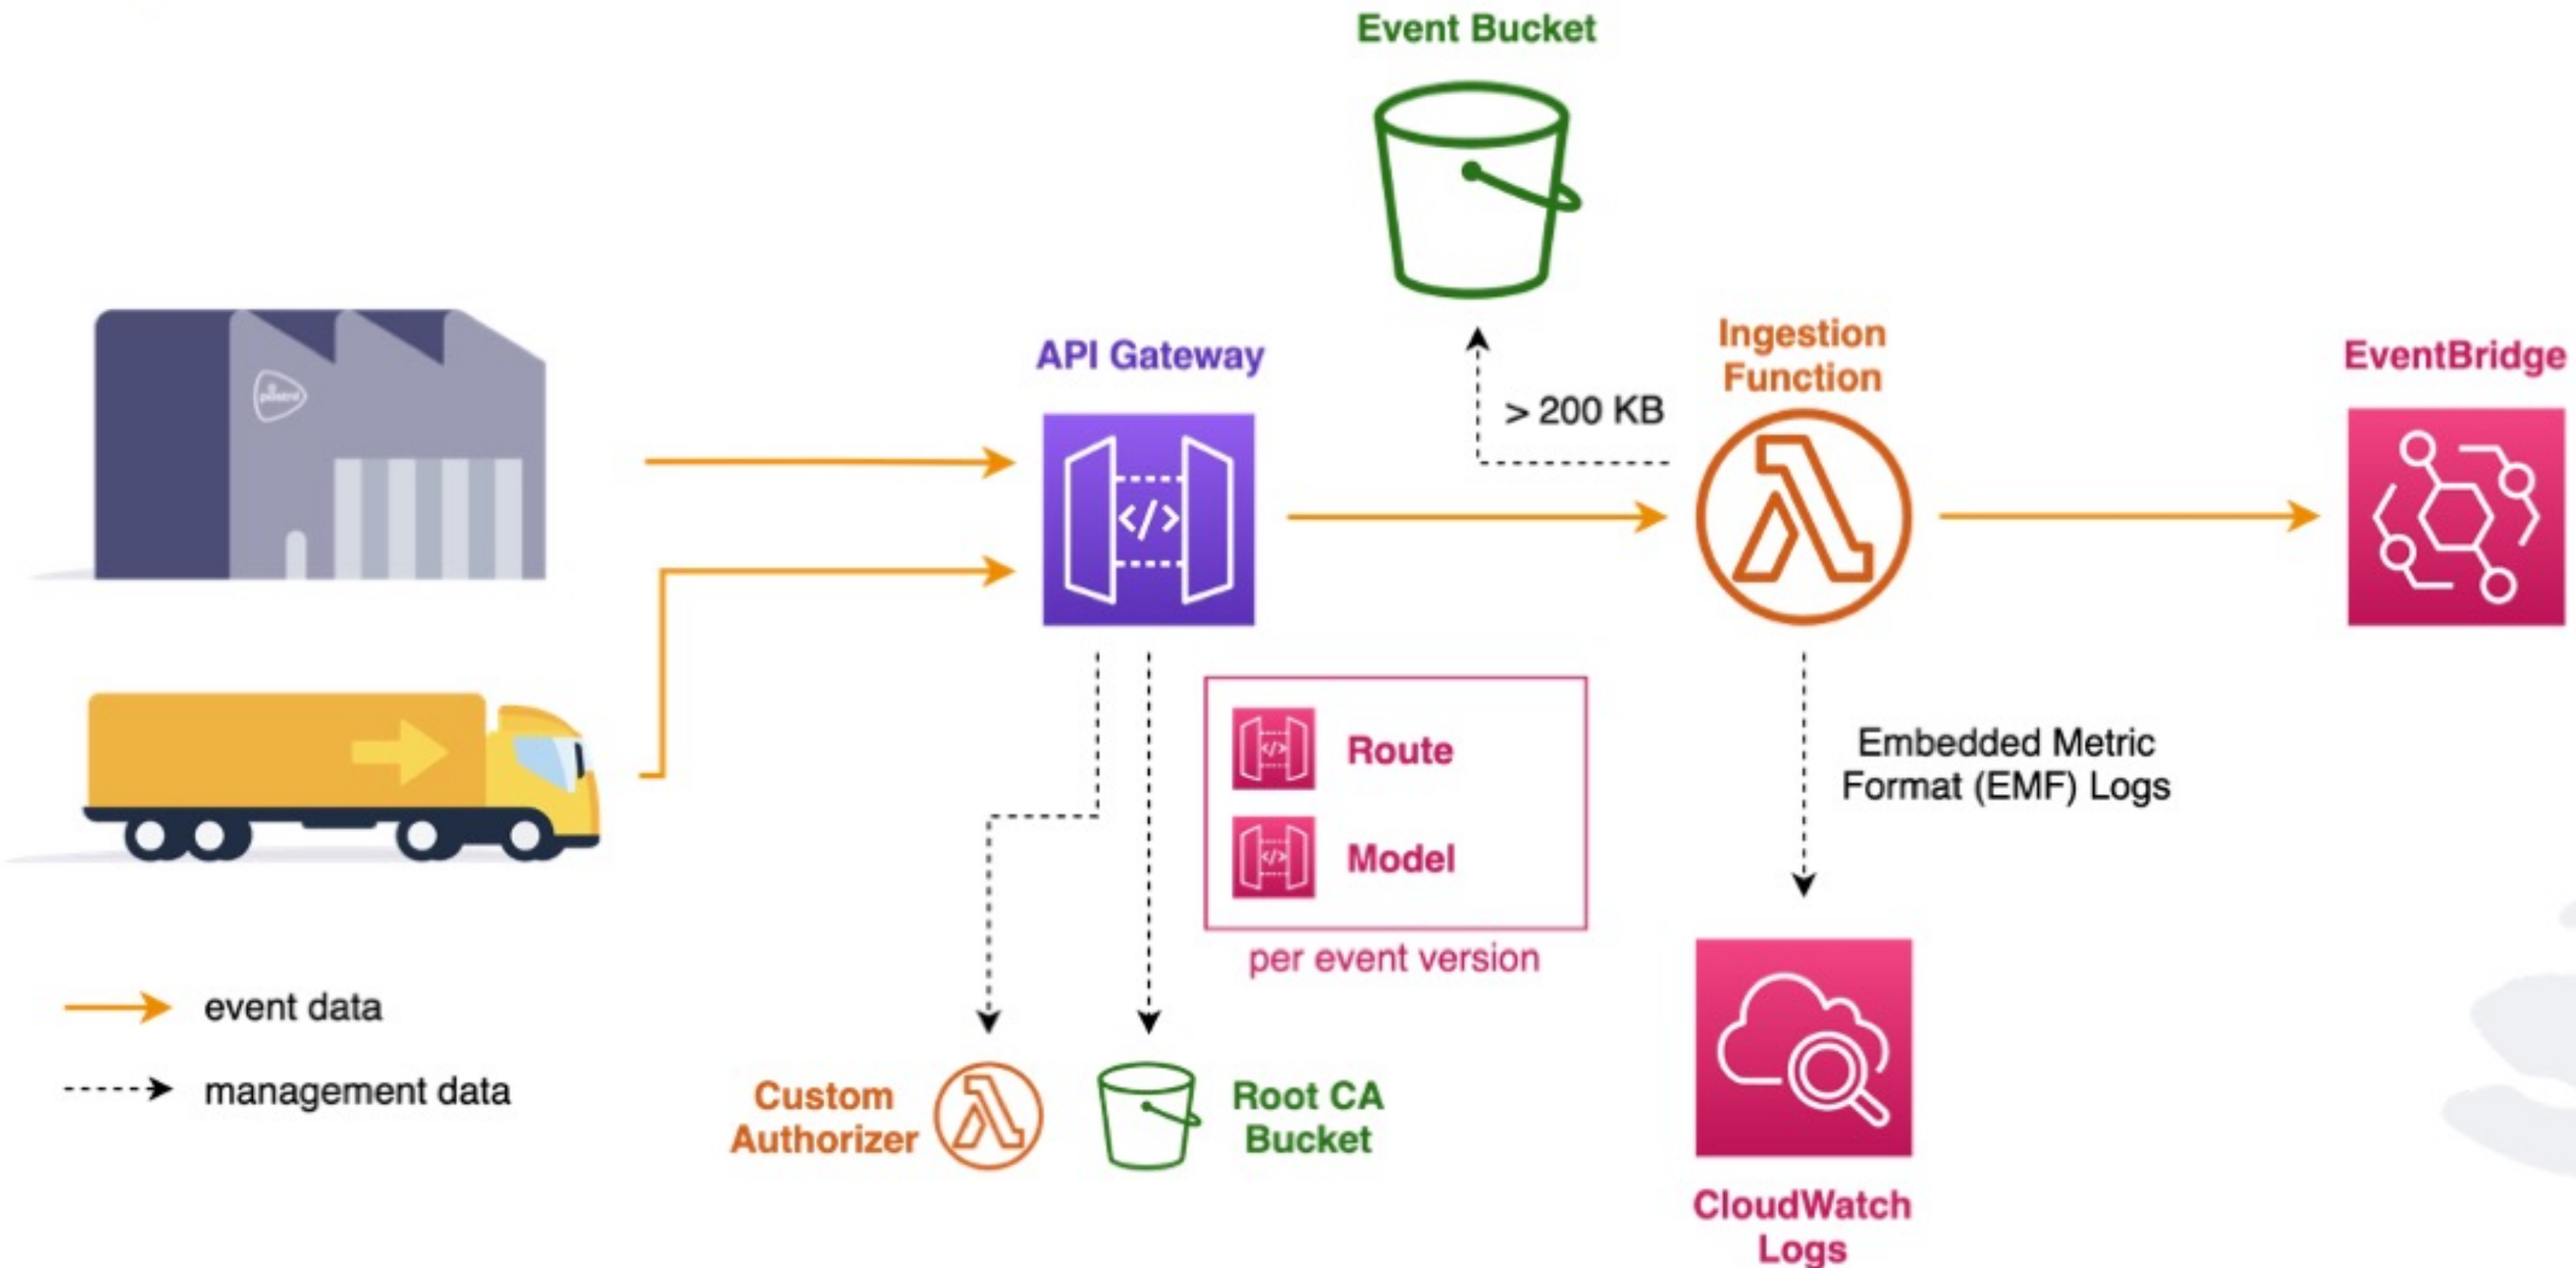 Event Bucket
API Gateway
> 200 KB
Ingestion
Function
EventBridge
Route
Model
per event version
Embedded Metric
Format (EMF) Logs
event data
management data
Custom
Authorizer
Root CA
Bucket
CloudWatch
Logs